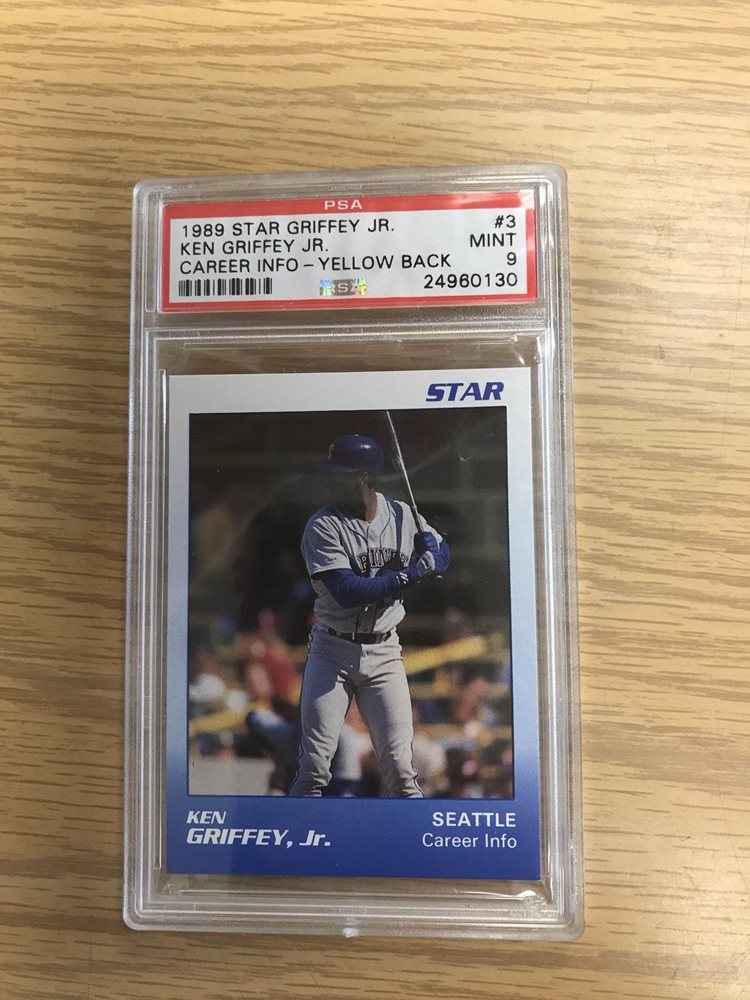 PSA
1989 STAR GRIFFEY JR. #3
KEN GRIFFEY JR. MINT
CAREER INFO - YELLOW BACK 9
PSA 24960130
STAR
KEN SEATTLE
GRIFFEY, Jr. Career Info